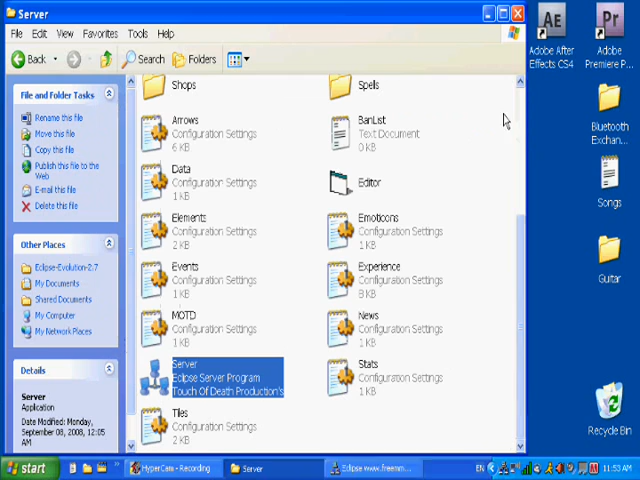 Server
File Edit View Favorites Tools Help
Back Search Folders
File and Folder Tasks
Rename this file
Move this file
Copy this file
Publish this file to the
Web
E-mail this file
Delete this file
Other Places
Eclipse-Evolution-2.7
My Documents
Shared Documents
My Computer
My Network Places
Details
Server
Application
Date Modified: Monday,
September 08, 2008, 12:05
AM
Shops
Spells
Arrows
Configuration Settings
6 KB
BanList
Text Document
0 KB
Data
Configuration Settings
1 KB
Editor
Elements
Configuration Settings
2 KB
Emoticons
Configuration Settings
1 KB
Events
Configuration Settings
1 KB
Experience
Configuration Settings
8 KB
MOTD
Configuration Settings
1 KB
News
Configuration Settings
1 KB
Server
Eclipse Server Program
Touch Of Death Production's
Stats
Configuration Settings
1 KB
Tiles
Configuration Settings
2 KB
Ae
Adobe After
Effects CS4
Pr
Adobe
Premiere P...
Bluetooth
Exchan...
Songs
Guitar
Recycle Bin
start
HyperCam - Recording
Server
Eclipse www.freemm...
EN
11:53 AM